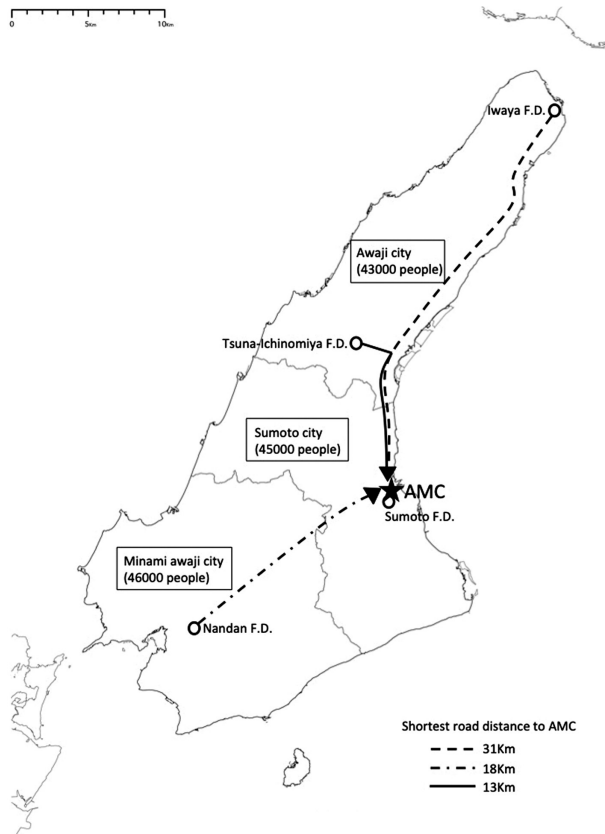 0 5Km 10Km
Iwaya F.D.
Awaji city
(43000 people)
Tsuna-Ichinomiya F.D.
Sumoto city
(45000 people)
AMC
Sumoto F.D.
Minami awaji city
(46000 people)
Nandan F.D.
Shortest road distance to AMC
31Km
18Km
13Km